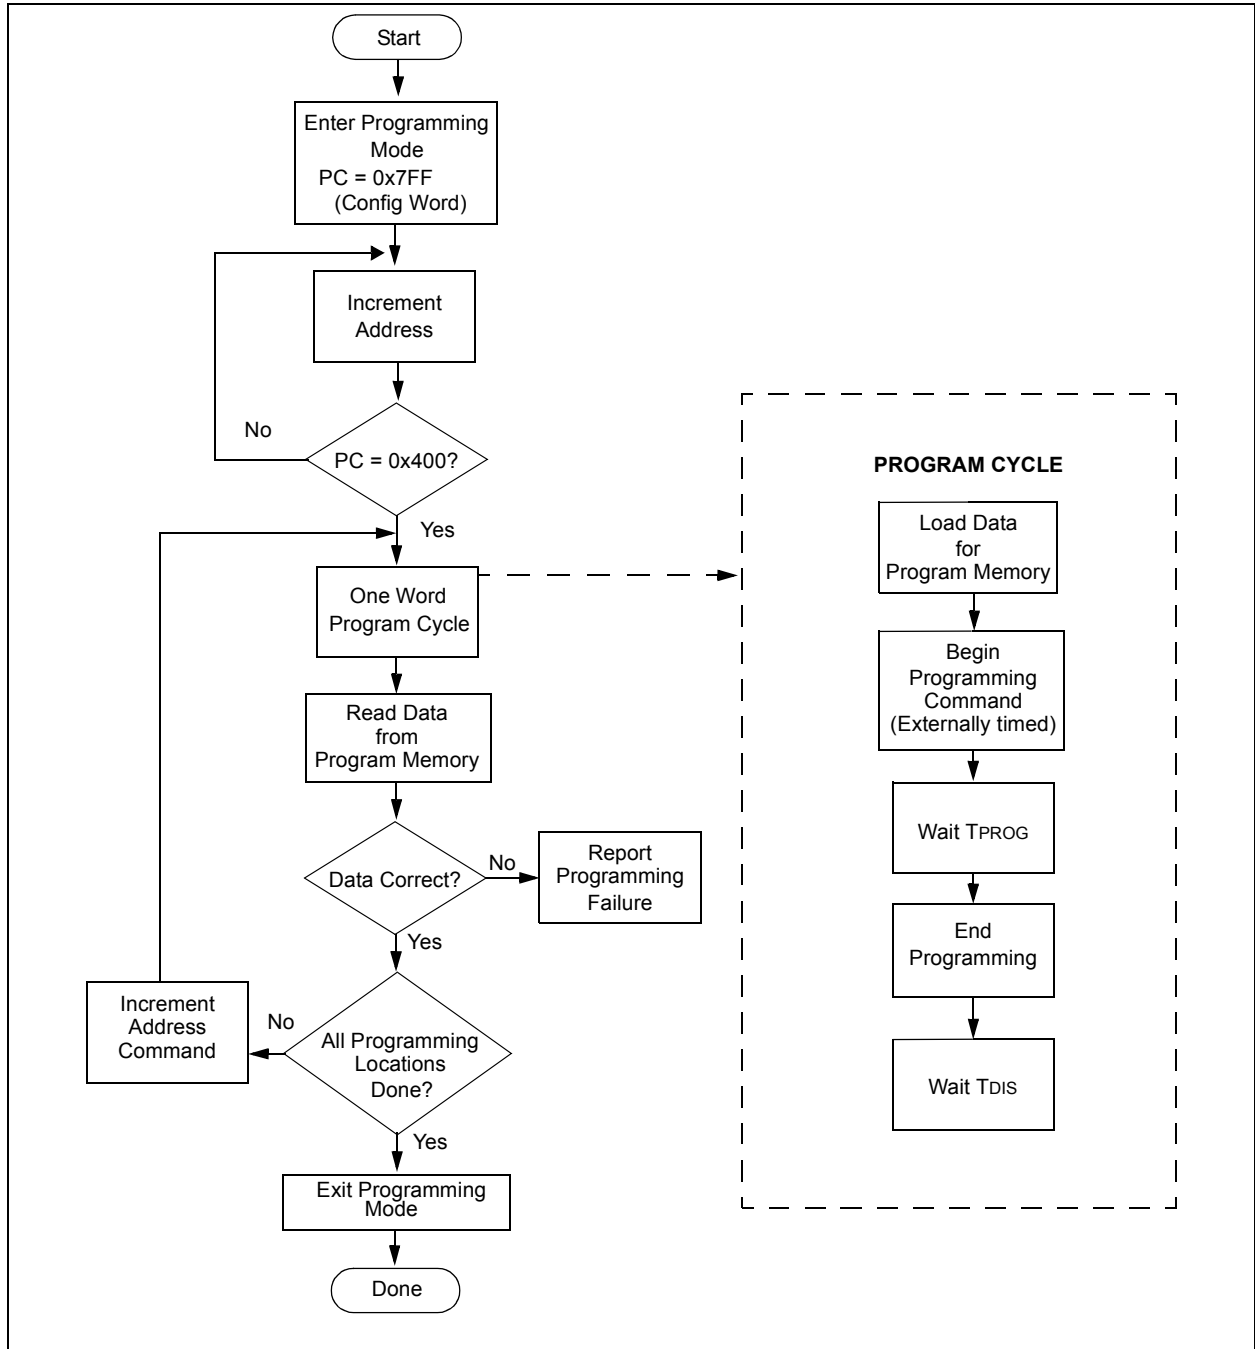 Start
Enter Programming
Mode
PC = 0x7FF
(Config Word)
Increment
Address
No
PC = 0x400?
Yes
One Word
Program Cycle
Read Data
from
Program Memory
Data Correct?
No
Report
Programming
Failure
Yes
Increment
Address
Command
No
All Programming
Locations
Done?
Yes
Exit Programming
Mode
Done
PROGRAM CYCLE
Load Data
for
Program Memory
Begin
Programming
Command
(Externally timed)
Wait TPROG
End
Programming
Wait TDIS